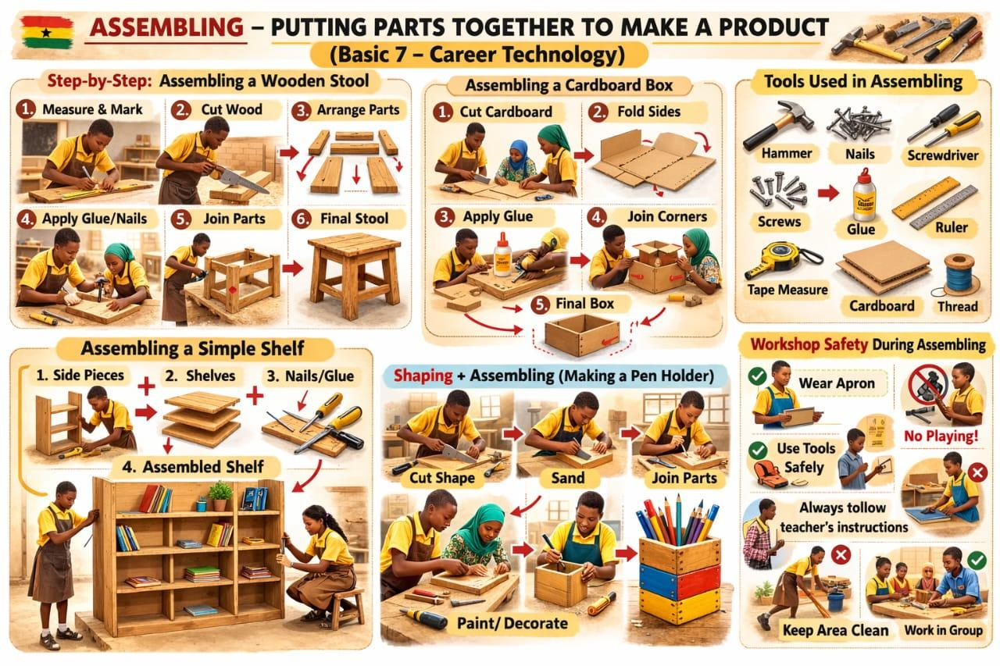 ASSEMBLING – PUTTING PARTS TOGETHER TO MAKE A PRODUCT
(Basic 7 – Career Technology)
Step-by-Step: Assembling a Wooden Stool
1. Measure & Mark
2. Cut Wood
3. Arrange Parts
4. Apply Glue/Nails
5. Join Parts
6. Final Stool
Assembling a Cardboard Box
1. Cut Cardboard
2. Fold Sides
3. Apply Glue
4. Join Corners
5. Final Box
Tools Used in Assembling
Hammer
Nails
Screwdriver
Screws
Glue
Ruler
Tape Measure
Cardboard
Thread
Assembling a Simple Shelf
1. Side Pieces
2. Shelves
3. Nails/Glue
4. Assembled Shelf
Shaping + Assembling (Making a Pen Holder)
Cut Shape
Sand
Join Parts
Paint/ Decorate
Workshop Safety During Assembling
Wear Apron
No Playing!
Use Tools
Safely
Always tollow
teacher's instructions
Keep Area Clean
Work in Group